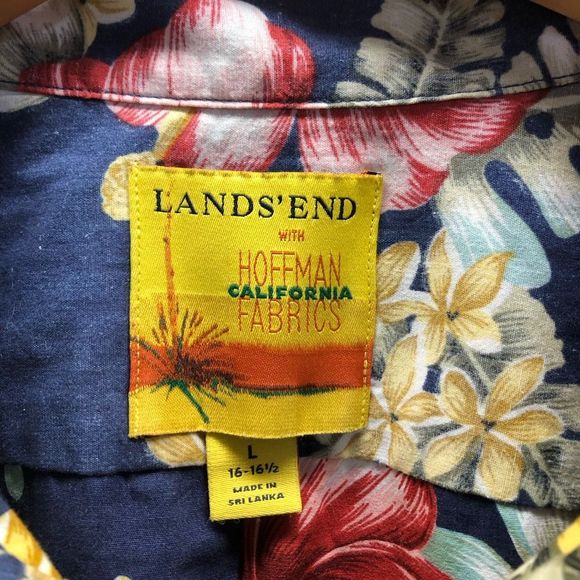 LANDS' END
WITH
HOFFMAN
CALIFORNIA
FABRICS
L
16-16½
MADE IN
SRI LANKA